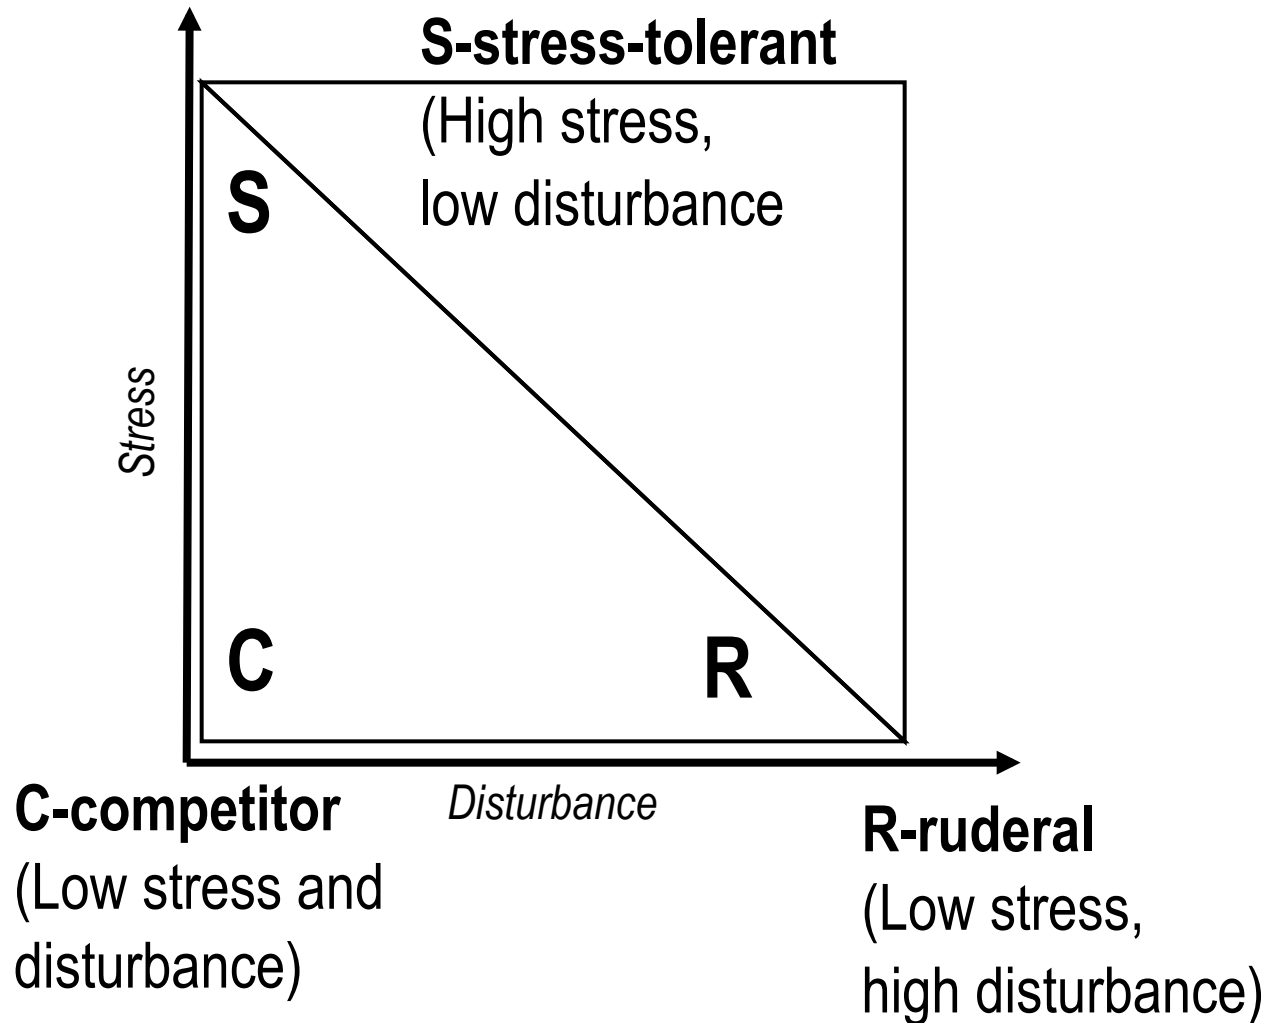 S-stress-tolerant
(High stress,
low disturbance
S
Stress
C
R
Disturbance
C-competitor
(Low stress and
disturbance)
R-ruderal
(Low stress,
high disturbance)